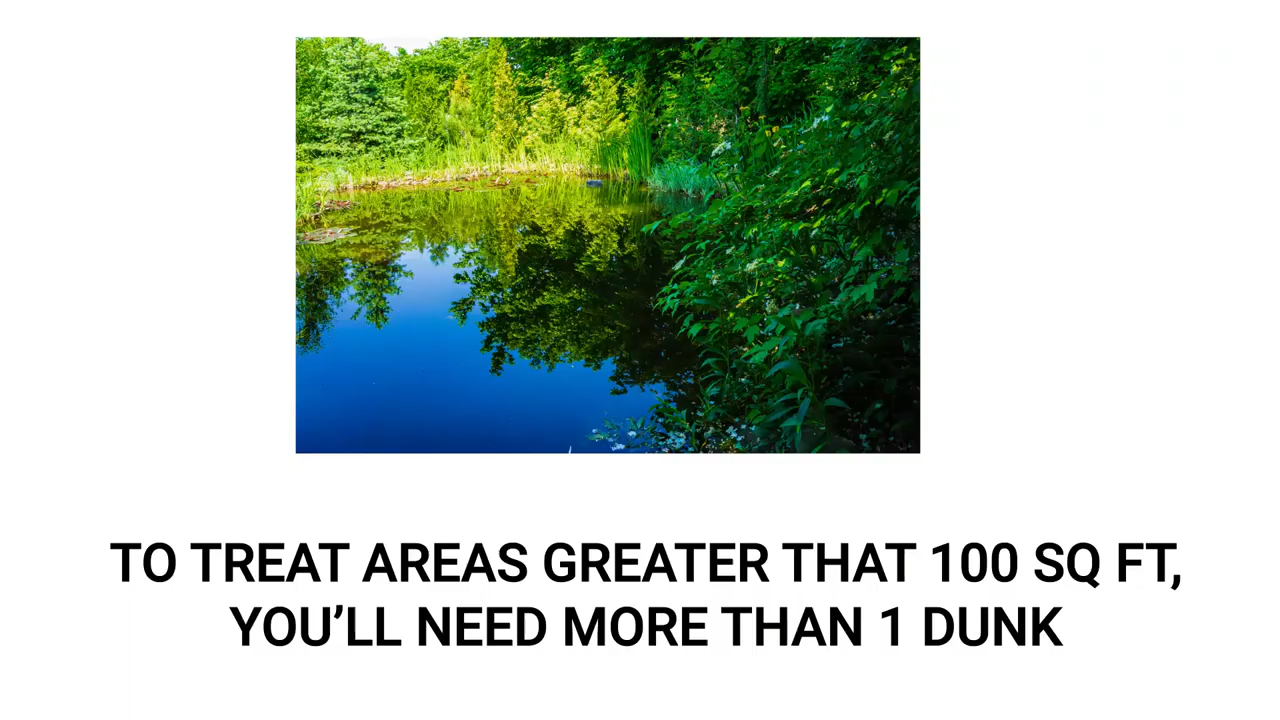 TO TREAT AREAS GREATER THAT 100 SQ FT,
YOU’LL NEED MORE THAN 1 DUNK